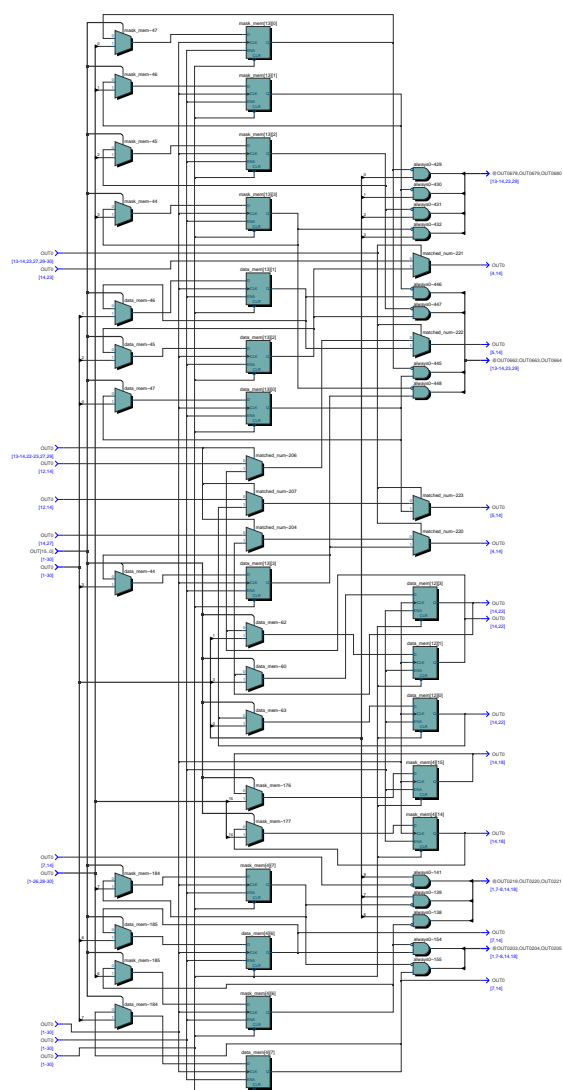 mask_mem~47
mask_mem[13][0]
mask_mem~46
mask_mem[13][1]
mask_mem~45
mask_mem[13][2]
always0~429
@OUT0678,OUT0679,OUT0680
[13-14,23,29]
mask_mem~44
mask_mem[13][3]
always0~430
always0~431
always0~432
OUT0
[13-14,23,27,29-30]
OUT0
[14,23]
matched_num~221
OUT0
[4,14]
data_mem~46
data_mem[13][1]
always0~446
always0~447
data_mem~45
data_mem[13][2]
matched_num~222
OUT0
[5,14]
@OUT0662,OUT0663,OUT0664
[13-14,23,29]
data_mem~47
data_mem[13][0]
always0~445
always0~448
OUT0
[13-14,22-23,27,29]
OUT0
[12,14]
matched_num~206
OUT0
[12,14]
matched_num~207
matched_num~223
OUT0
[5,14]
OUT0
[14,27]
matched_num~204
matched_num~220
OUT0
[4,14]
OUT[15..0]
[1-30]
OUT0
[1-30]
data_mem~44
data_mem[13][3]
data_mem[12][3]
OUT0
[14,23]
OUT0
[14,22]
data_mem~62
data_mem[12][1]
data_mem~60
data_mem~63
data_mem[12][0]
OUT0
[14,22]
OUT0
[14,18]
mask_mem~176
mask_mem[4][15]
mask_mem~177
mask_mem[4][14]
OUT0
[14,18]
OUT0
[7,14]
OUT0
[1-26,28-30]
mask_mem~184
mask_mem[4][7]
always0~141
@OUT0219,OUT0220,OUT0221
[1,7-8,14,18]
always0~139
always0~138
data_mem~185
data_mem[4][6]
OUT0
[7,14]
always0~154
@OUT0203,OUT0204,OUT0205
[1,7-8,14,18]
mask_mem~185
mask_mem[4][6]
always0~155
OUT0
[7,14]
data_mem~184
OUT0
[1-30]
OUT0
[1-30]
OUT0
[1-30]
data_mem[4][7]